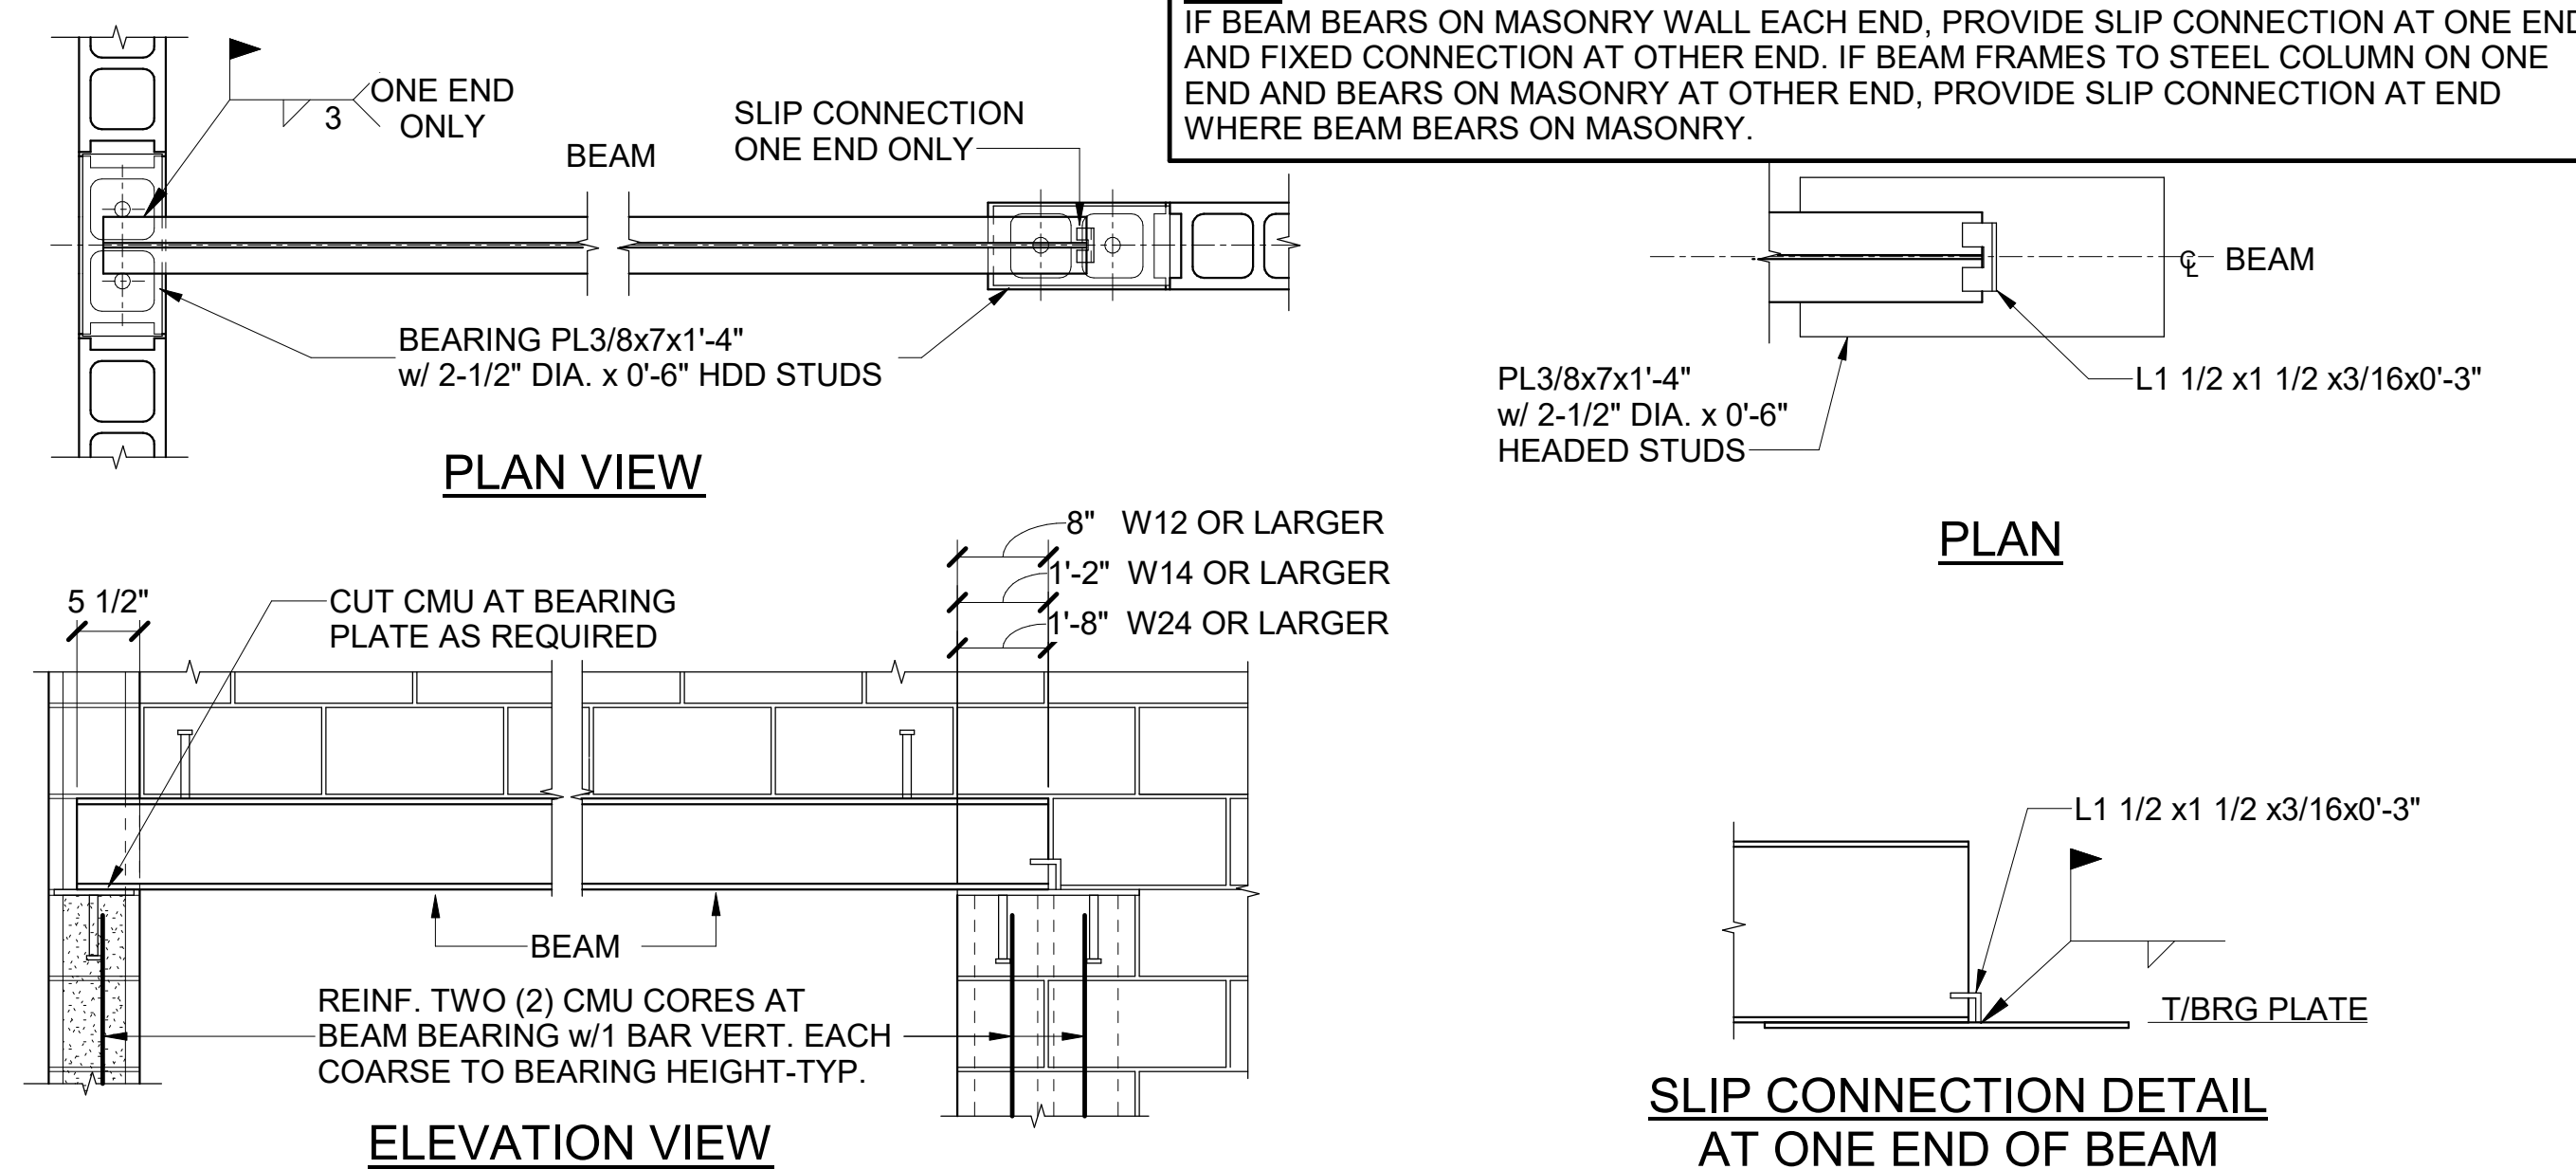 IF BEAM BEARS ON MASONRY WALL EACH END, PROVIDE SLIP CONNECTION AT ONE END
AND FIXED CONNECTION AT OTHER END. IF BEAM FRAMES TO STEEL COLUMN ON ONE
END AND BEARS ON MASONRY AT OTHER END, PROVIDE SLIP CONNECTION AT END
WHERE BEAM BEARS ON MASONRY.
3
ONE END
ONLY
BEAM
SLIP CONNECTION
ONE END ONLY
BEARING PL3/8x7x1'-4"
w/ 2-1/2" DIA. x 0'-6" HDD STUDS
PLAN VIEW
℄ BEAM
L1 1/2 x1 1/2 x3/16x0'-3"
PL3/8x7x1'-4"
w/ 2-1/2" DIA. x 0'-6"
HEADED STUDS
PLAN
8" W12 OR LARGER
1'-2" W14 OR LARGER
1'-8" W24 OR LARGER
5 1/2"
CUT CMU AT BEARING
PLATE AS REQUIRED
BEAM
REINF. TWO (2) CMU CORES AT
BEAM BEARING w/1 BAR VERT. EACH
COARSE TO BEARING HEIGHT-TYP.
ELEVATION VIEW
L1 1/2 x1 1/2 x3/16x0'-3"
T/BRG PLATE
SLIP CONNECTION DETAIL
AT ONE END OF BEAM